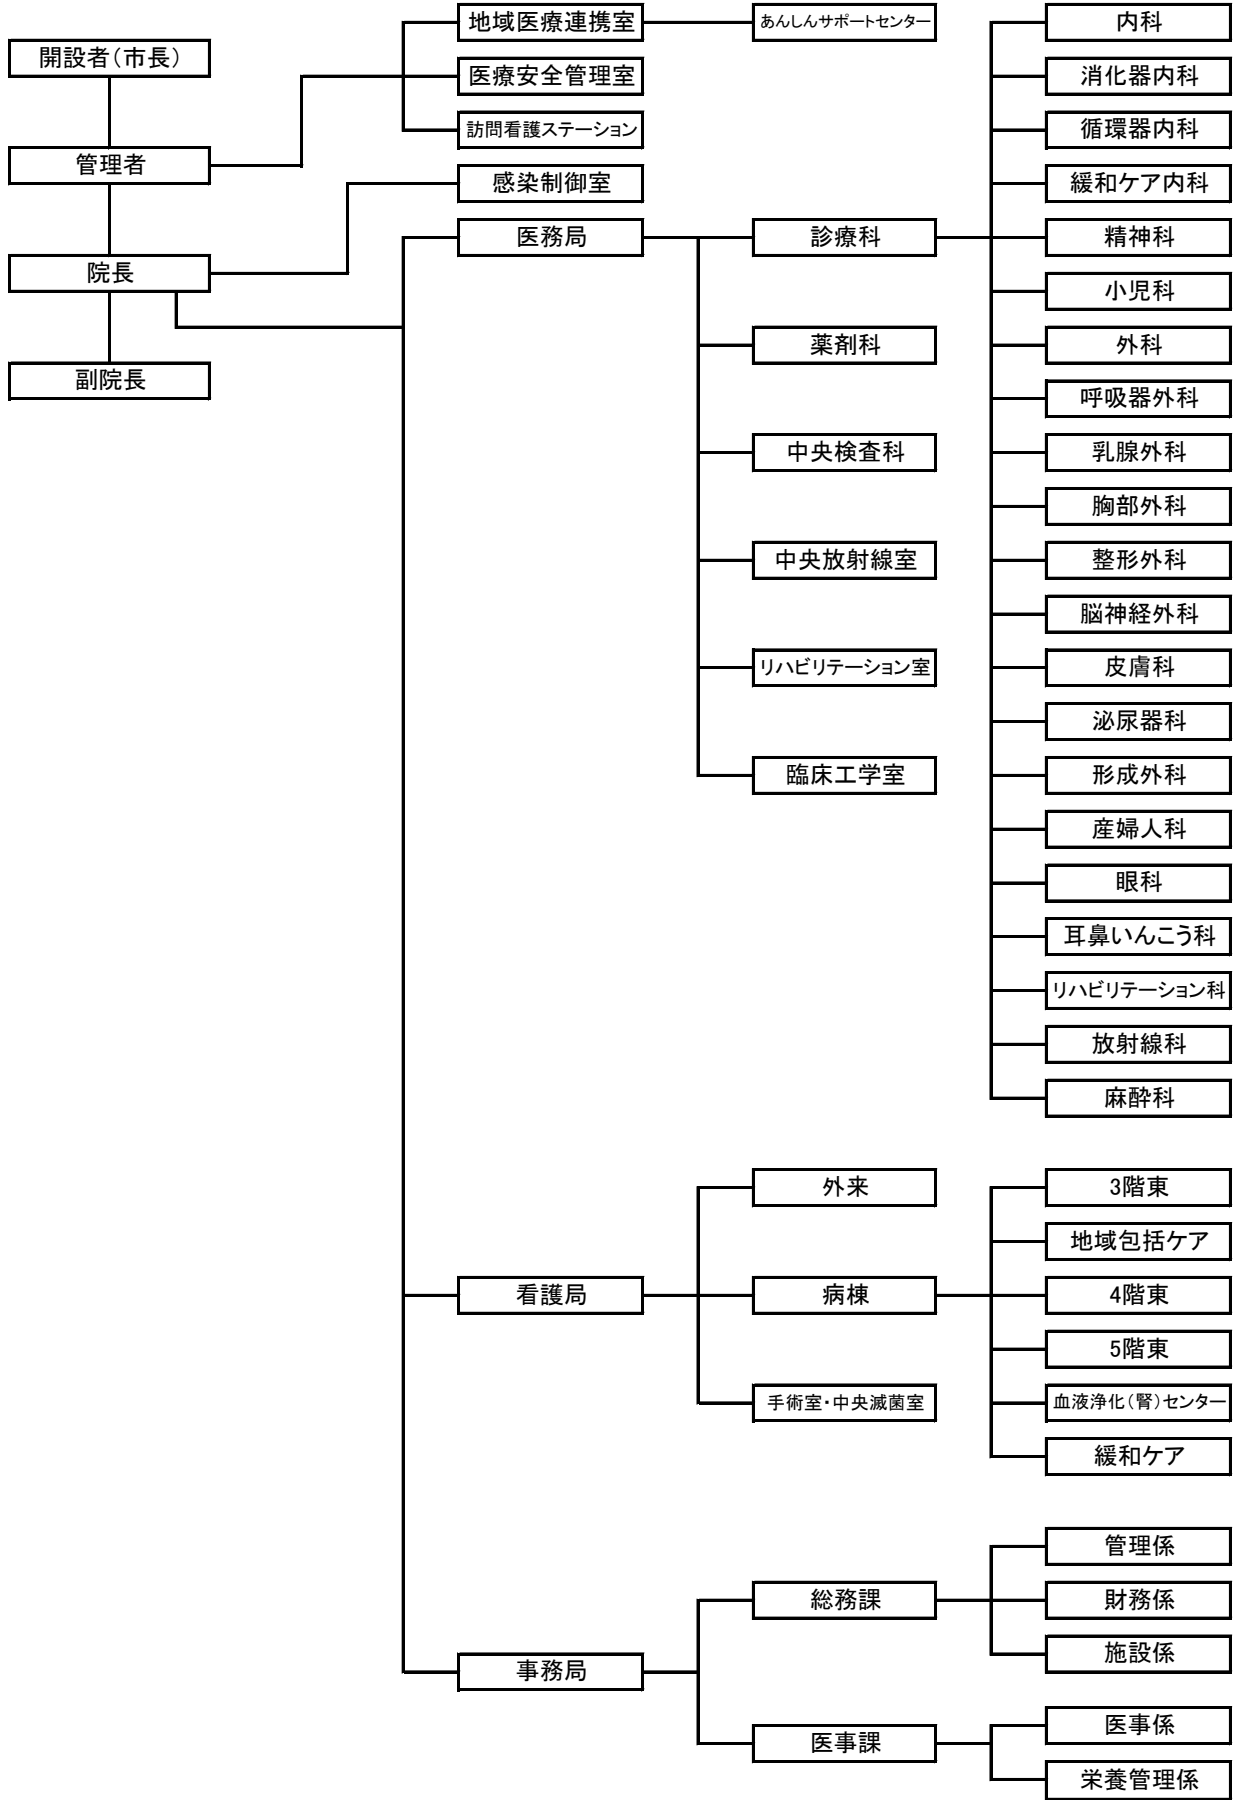 開設者（市長）
管理者
院長
副院長
地域医療連携室
医療安全管理室
訪問看護ステーション
感染制御室
医務局
看護局
事務局
あんしんサポートセンター
診療科
薬剤科
中央検査科
中央放射線室
リハビリテーション室
臨床工学室
外来
病棟
手術室・中央滅菌室
総務課
医事課
内科
消化器内科
循環器内科
緩和ケア内科
精神科
小児科
外科
呼吸器外科
乳腺外科
胸部外科
整形外科
脳神経外科
皮膚科
泌尿器科
形成外科
産婦人科
眼科
耳鼻いんこう科
リハビリテーション科
放射線科
麻酔科
3階東
地域包括ケア
4階東
5階東
血液浄化（腎）センター
緩和ケア
管理係
財務係
施設係
医事係
栄養管理係